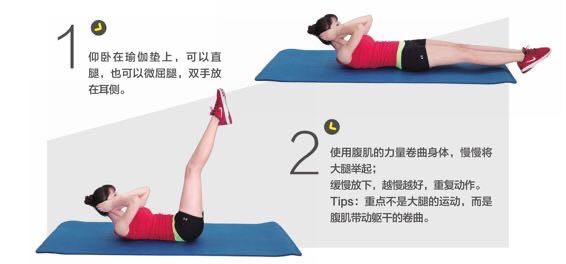 1
仰卧在瑜伽垫上，可以直
腿，也可以微屈腿，双手放
在耳侧。
2
使用腹肌的力量卷曲身体，慢慢将
大腿举起；
缓慢放下，越慢越好，重复动作。
Tips：重点不是大腿的运动，而是
腹肌带动躯干的卷曲。